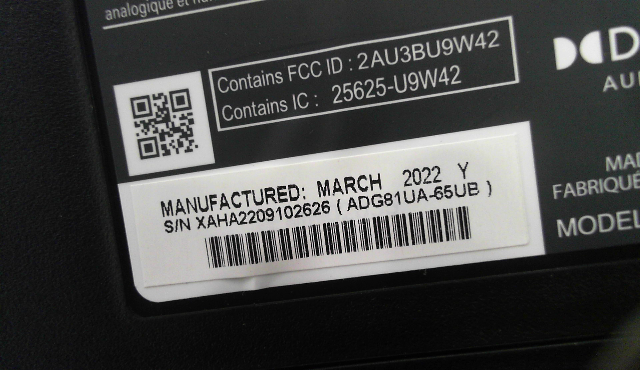 analogique et
Contains FCC ID : 2AU3BU9W42
Contains IC : 25625-U9W42
MANUFACTURED: MARCH 2022 Y
S/N XAHA2209102626 ( ADG81UA-65UB )
D
AU
MAD
FABRIQUÉ
MODEL